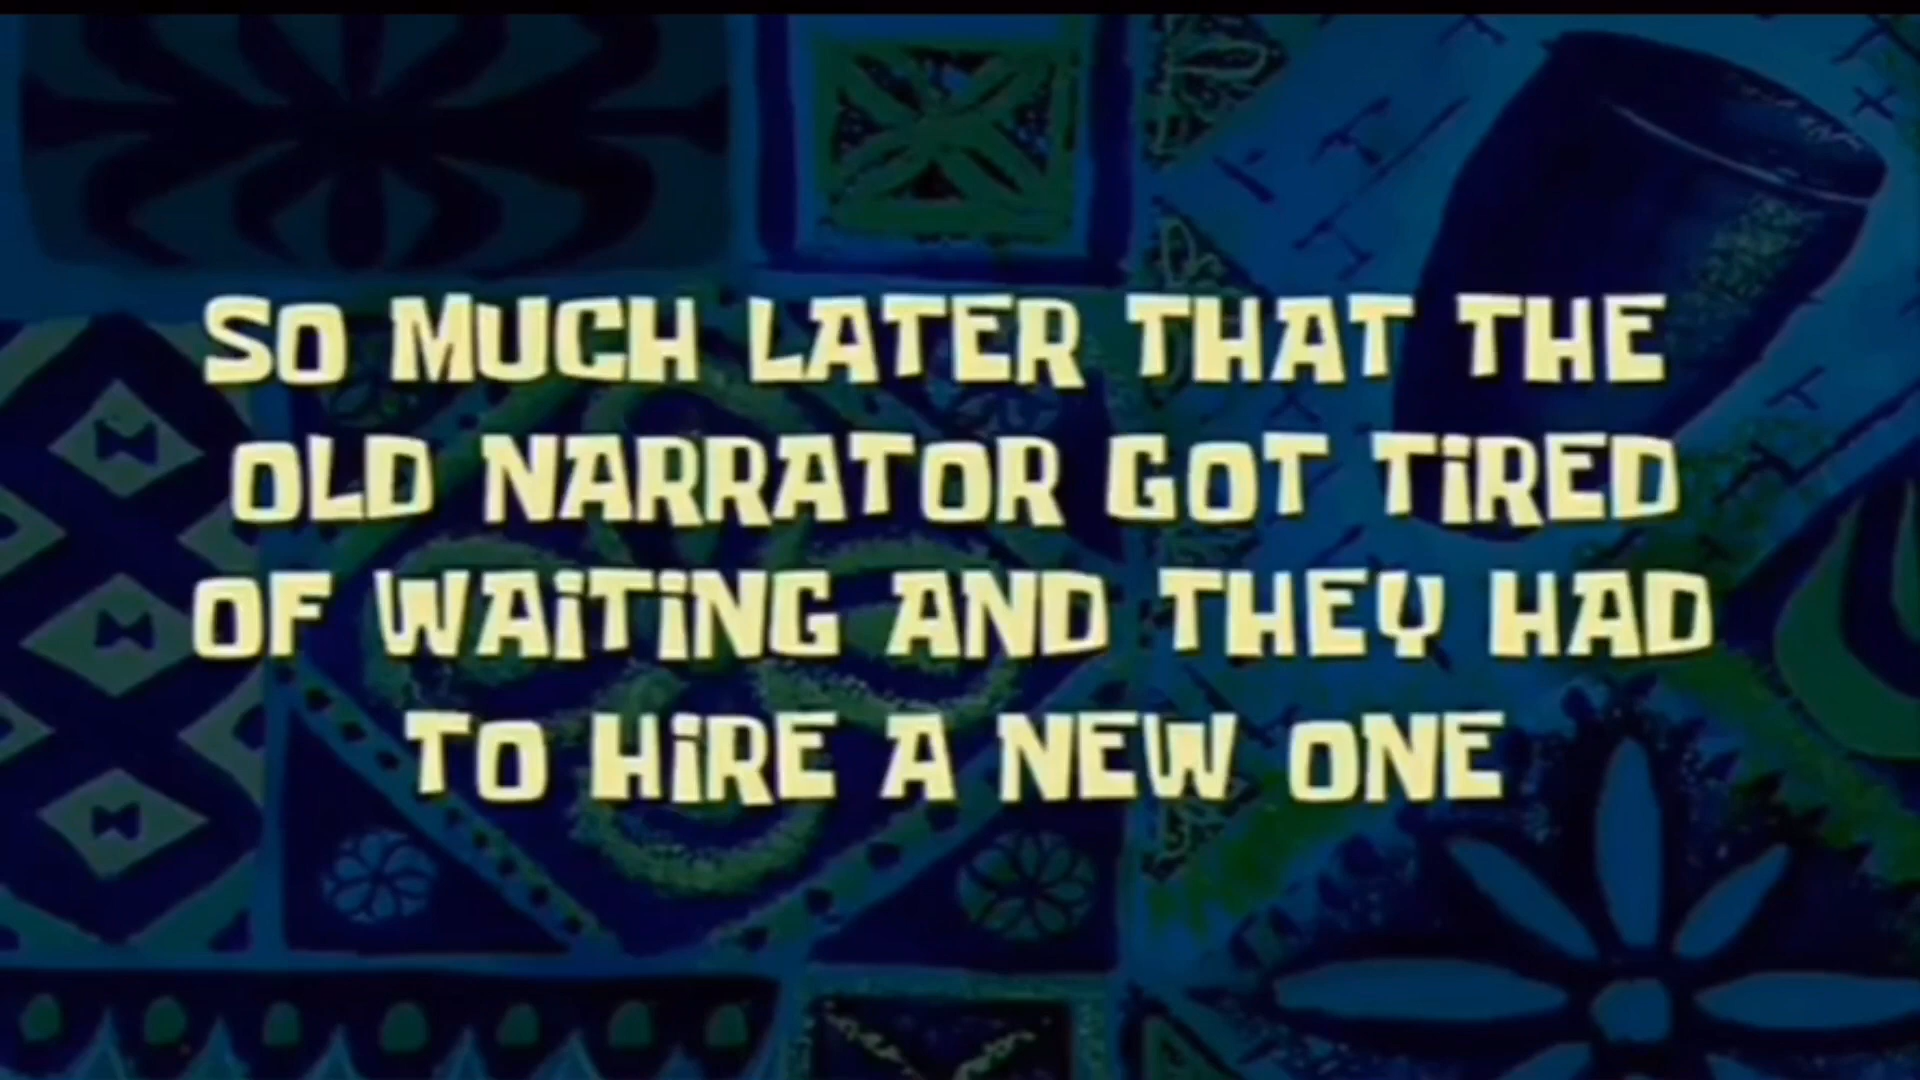 SO MUCH LATER THAT THE
OLD NARRATOR GOT TiRED
OF WAiTiNG AND THEY HAD
TO HiRE A NEW ONE